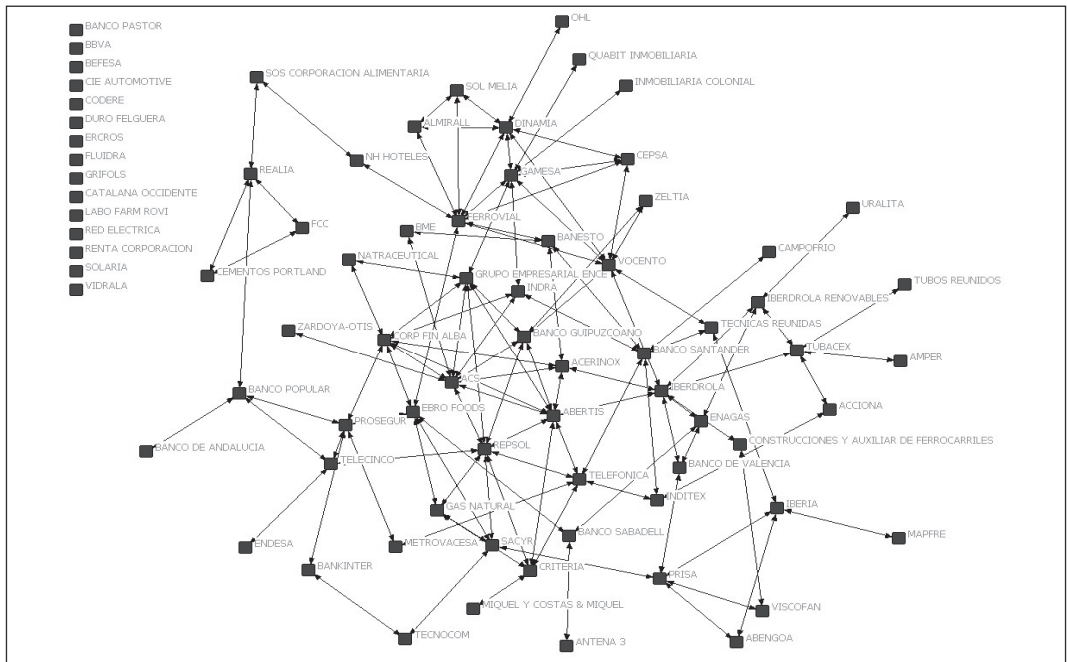 BANCO PASTOR
BBVA
BEFESA
CIE AUTOMOTIVE
CODERE
DURO FELGUERA
ERCROS
FLUIDRA
GRIFOLS
CATALANA OCCIDENTE
LABO FARM ROVI
RED ELECTRICA
RENTA CORPORACION
SOLARIA
VIDRALA
OHL
QUABIT INMOBILIARIA
SOS CORPORACION ALIMENTARIA
INMOBILIARIA COLONIAL
SOL MELIA
ALMIRALL
DINAMIA
NH HOTELES
CEPSA
REALIA
GAMESA
ZELTIA
URALITA
FERROVIAL
FCC
BME
BANESTO
CAMPOFRIO
NATRACEUTICAL
VOCENTO
CEMENTOS PORTLAND
GRUPO EMPRESARIAL ENCE
TUBOS REUNIDOS
INDRA
IBERDROLA RENOVABLES
ZARDOYA-OTIS
TECNICAS REUNIDAS
CORP FIN ALBA
BANCO GUIPUZCOANO
BANCO SANTANDER
TUBACEX
AMPER
ACERINOX
ACS
IBERDROLA
BANCO POPULAR
EBRO FOODS
ABERTIS
ACCIONA
PROSEGUR
ENAGAS
BANCO DE ANDALUCIA
REPSOL
CONSTRUCCIONES Y AUXILIAR DE FERROCARRILES
TELECINCO
BANCO DE VALENCIA
TELEFONICA
INDITEX
GAS NATURAL
IBERIA
BANCO SABADELL
MAPFRE
ENDESA
METROVACESA
SACYR
BANKINTER
CRITERIA
PRISA
MIQUEL Y COSTAS & MIQUEL
VISCOFAN
TECNOCOM
ANTENA 3
ABENGOA